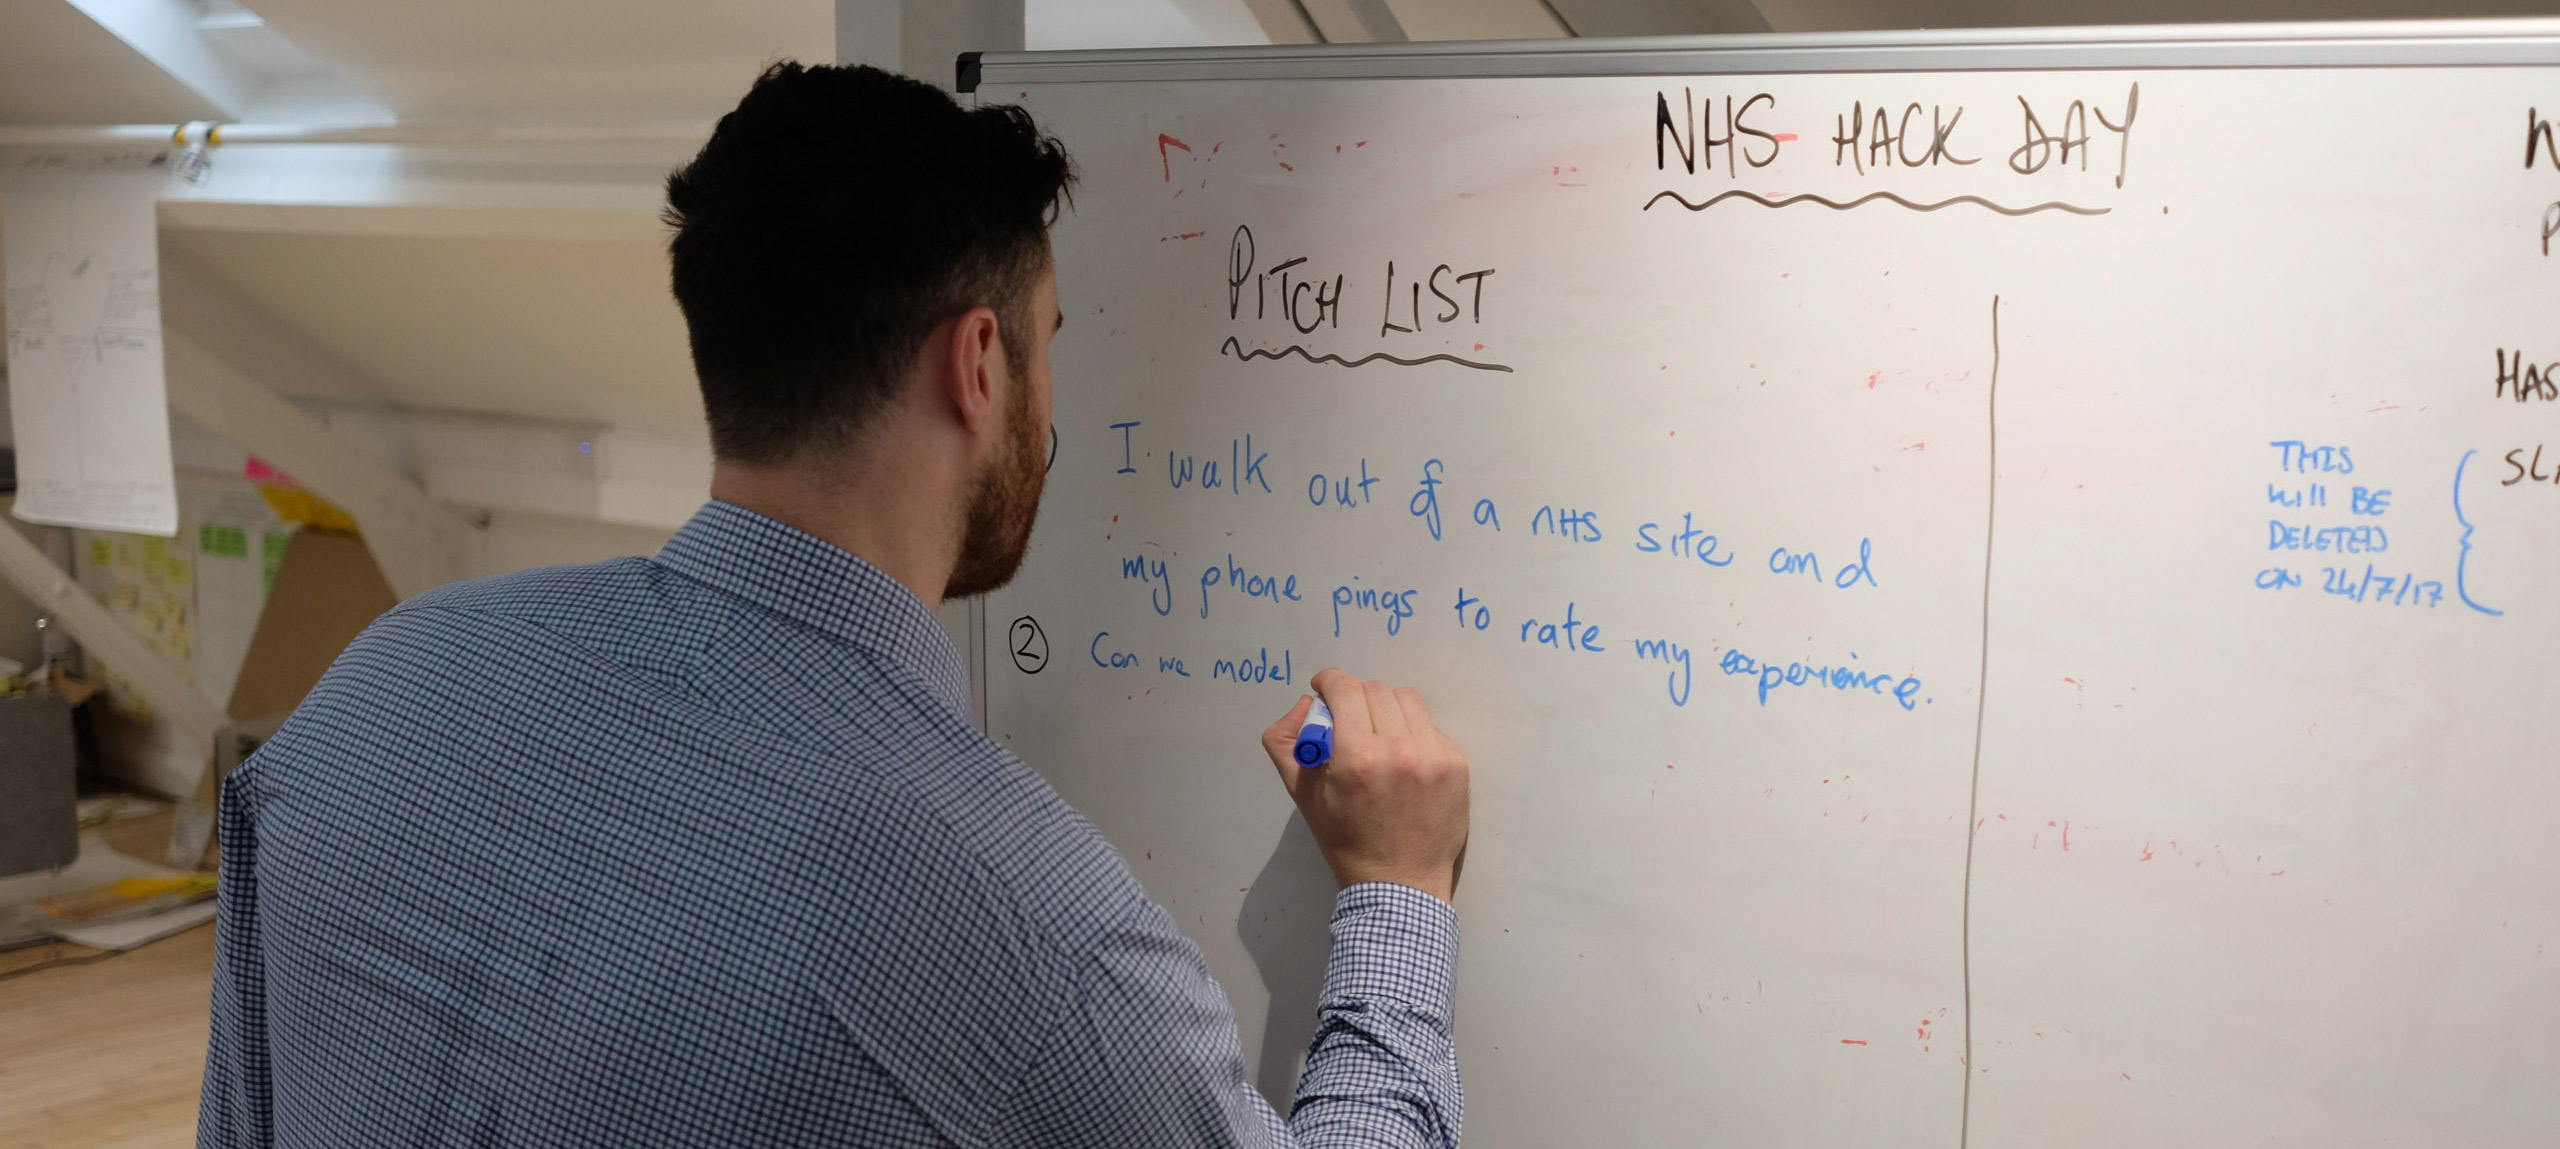 NHS HACK DAY
PITCH LIST
I walk out of a NHS site and
my phone pings to rate my experience.
2 Can we model
THIS
will BE
DELETED
ON 24/7/17
HAS
SLA